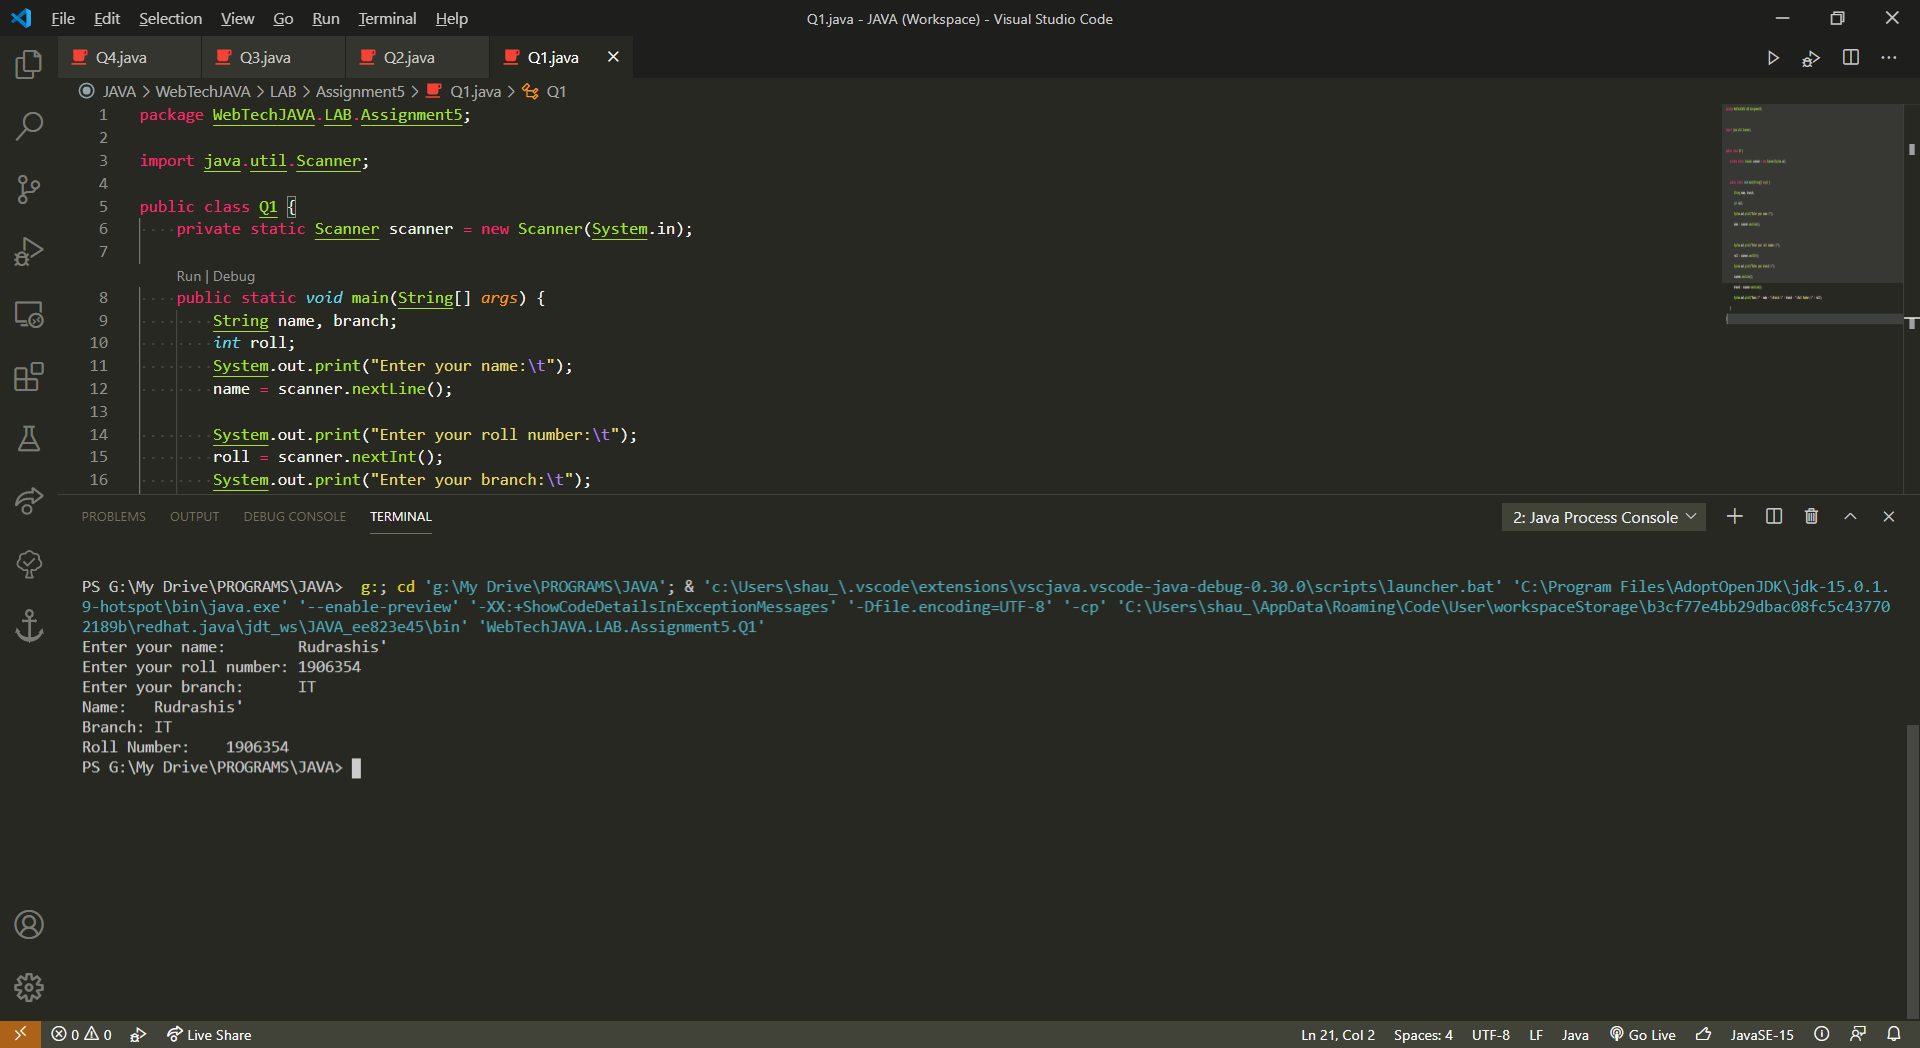 File Edit Selection View Go Run Terminal Help
Q1.java - JAVA (Workspace) - Visual Studio Code
Q4.java Q3.java Q2.java Q1.java
JAVA > WebTechJAVA > LAB > Assignment5 > Q1.java > Q1
1 package WebTechJAVA.LAB.Assignment5;
2
3 import java.util.Scanner;
4
5 public class Q1 {
6 private static Scanner scanner = new Scanner(System.in);
7
Run | Debug
8 public static void main(String[] args) {
9 String name, branch;
10 int roll;
11 System.out.print("Enter your name:\t");
12 name = scanner.nextLine();
13
14 System.out.print("Enter your roll number:\t");
15 roll = scanner.nextInt();
16 System.out.print("Enter your branch:\t");
PROBLEMS OUTPUT DEBUG CONSOLE TERMINAL
2: Java Process Console
PS G:\My Drive\PROGRAMS\JAVA>  g:; cd 'g:\My Drive\PROGRAMS\JAVA'; & 'c:\Users\shau_\.vscode\extensions\vscjava.vscode-java-debug-0.30.0\scripts\launcher.bat' 'C:\Program Files\AdoptOpenJDK\jdk-15.0.1.
9-hotspot\bin\java.exe' '--enable-preview' '-XX:+ShowCodeDetailsInExceptionMessages' '-Dfile.encoding=UTF-8' '-cp' 'C:\Users\shau_\AppData\Roaming\Code\User\workspaceStorage\b3cf77e4bb29dbac08fc5c43770
2189b\redhat.java\jdt_ws\JAVA_ee823e45\bin' 'WebTechJAVA.LAB.Assignment5.Q1'
Enter your name: Rudrashis'
Enter your roll number: 1906354
Enter your branch: IT
Name: Rudrashis'
Branch: IT
Roll Number: 1906354
PS G:\My Drive\PROGRAMS\JAVA>
0 0 Live Share
Ln 21, Col 2 Spaces: 4 UTF-8 LF Java Go Live JavaSE-15